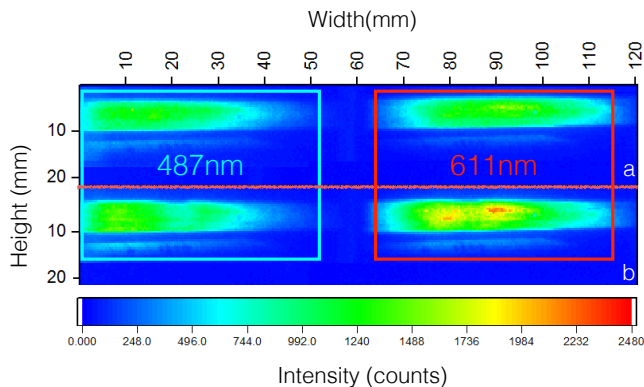 Width(mm)
10 20 30 40 50 60 70 80 90 100 110 120
Height (mm)
10
20
10
20
487nm
611nm
a
b
0.000 248.0 496.0 744.0 992.0 1240 1488 1736 1984 2232 2480
Intensity (counts)